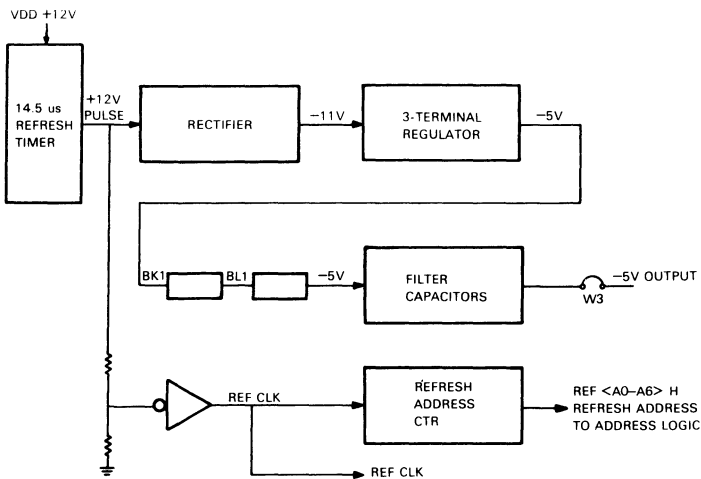 VDD +12V
14.5 us
REFRESH
TIMER
+12V
PULSE
RECTIFIER
−11V
3-TERMINAL
REGULATOR
−5V
BK1
BL1
−5V
FILTER
CAPACITORS
−5V OUTPUT
W3
REF CLK
REFRESH
ADDRESS
CTR
REF <A0–A6> H
REFRESH ADDRESS
TO ADDRESS LOGIC
REF CLK